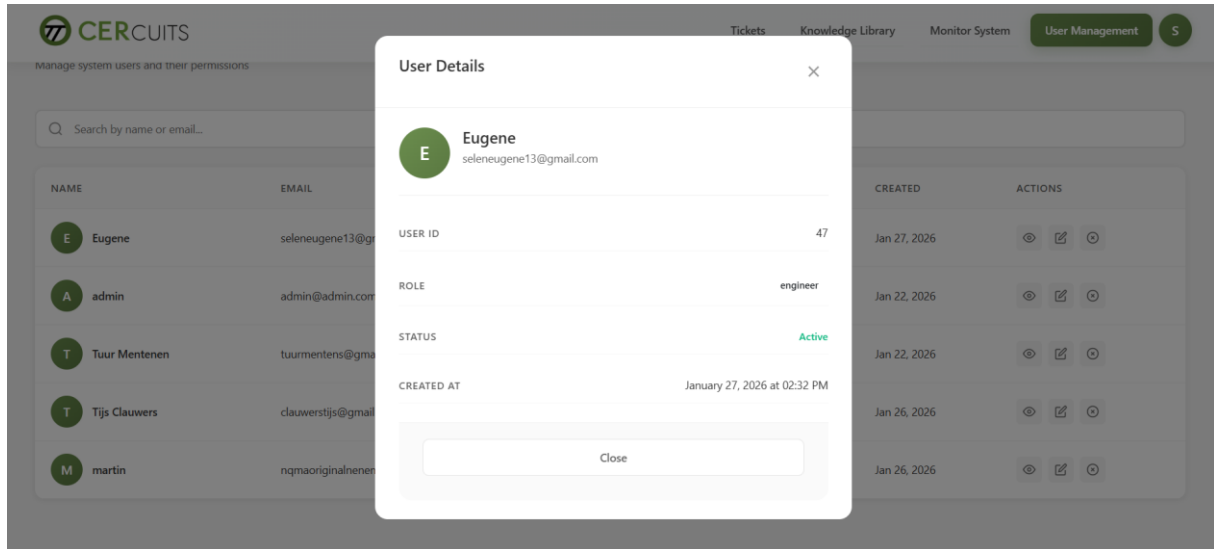 CERCUITS
Tickets Knowledge Library Monitor System User Management S
Manage system users and their permissions
Search by name or email...
NAME EMAIL CREATED ACTIONS
E Eugene seleneugene13@gm Jan 27, 2026
A admin admin@admin.com Jan 22, 2026
T Tuur Mentenen tuurmentens@gma Jan 22, 2026
T Tijs Clauwers clauwerstijs@gmail Jan 26, 2026
M martin Jan 26, 2026
User Details
E
Eugene
seleneugene13@gmail.com
USER ID 47
ROLE engineer
STATUS Active
CREATED AT January 27, 2026 at 02:32 PM
Close